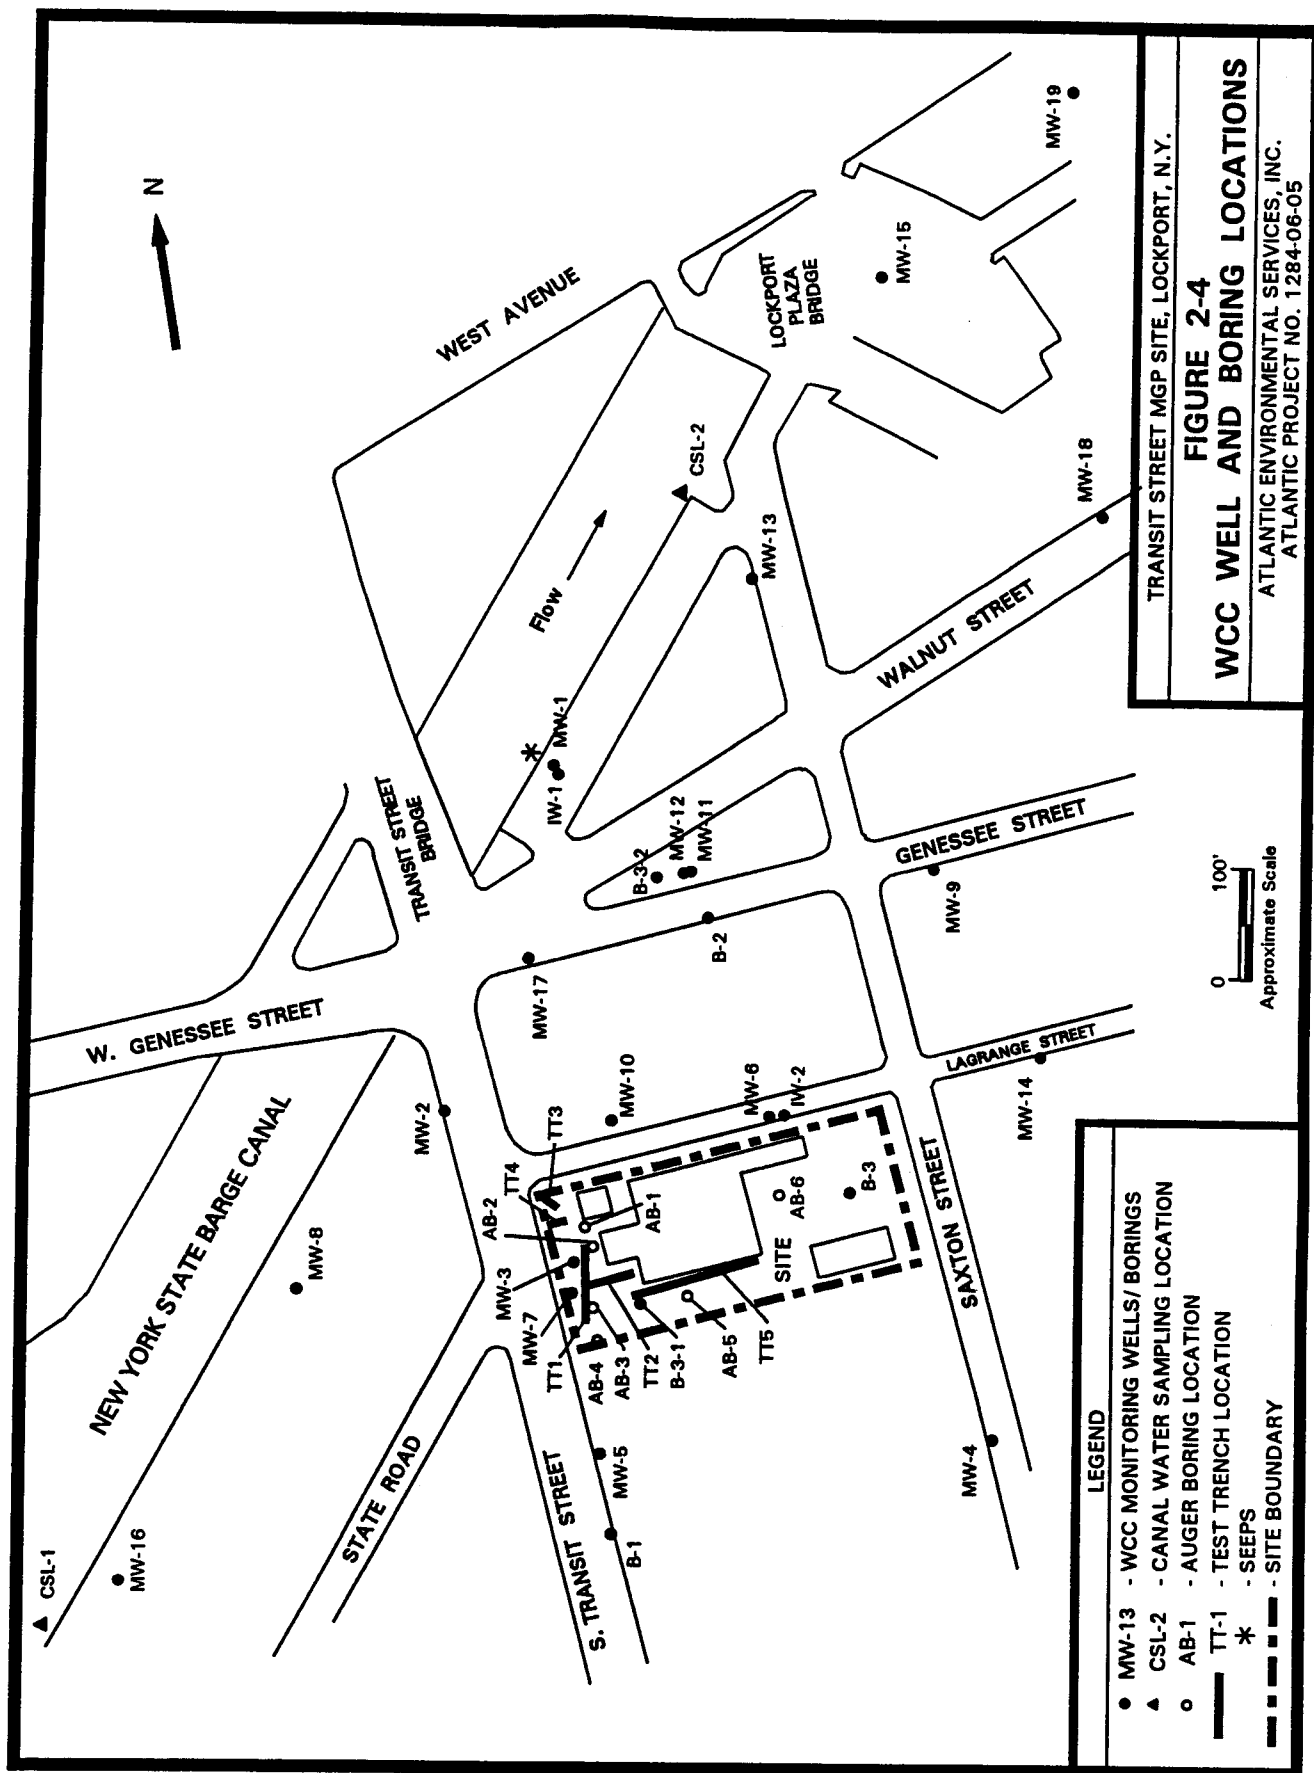 N
WEST AVENUE
TRANSIT STREET
BRIDGE
W. GENESSEE STREET
NEW YORK STATE BARGE CANAL
CSL-1
MW-16
MW-8
STATE ROAD
S. TRANSIT STREET
MW-2
Flow
CSL-2
LOCKPORT
PLAZA
BRIDGE
MW-15
MW-19
MW-13
MW-18
WALNUT STREET
MW-1
IW-1
B-3-2
MW-12
MW-11
MW-17
B-2
GENESSEE STREET
MW-9
MW-10
MW-6
IW-2
LAGRANGE STREET
MW-14
TT3
TT4
AB-2
AB-1
MW-3
MW-7
TT1
AB-4
AB-3
TT2
B-3-1
AB-5
TT5
SITE
AB-6
B-3
SAXTON STREET
MW-5
B-1
MW-4
0 100'
Approximate Scale
LEGEND
MW-13 - WCC MONITORING WELLS/ BORINGS
CSL-2 - CANAL WATER SAMPLING LOCATION
AB-1 - AUGER BORING LOCATION
TT-1 - TEST TRENCH LOCATION
- SEEPS
- SITE BOUNDARY
TRANSIT STREET MGP SITE, LOCKPORT, N.Y.
FIGURE 2-4
WCC WELL AND BORING LOCATIONS
ATLANTIC ENVIRONMENTAL SERVICES, INC.
ATLANTIC PROJECT NO. 1284-06-05